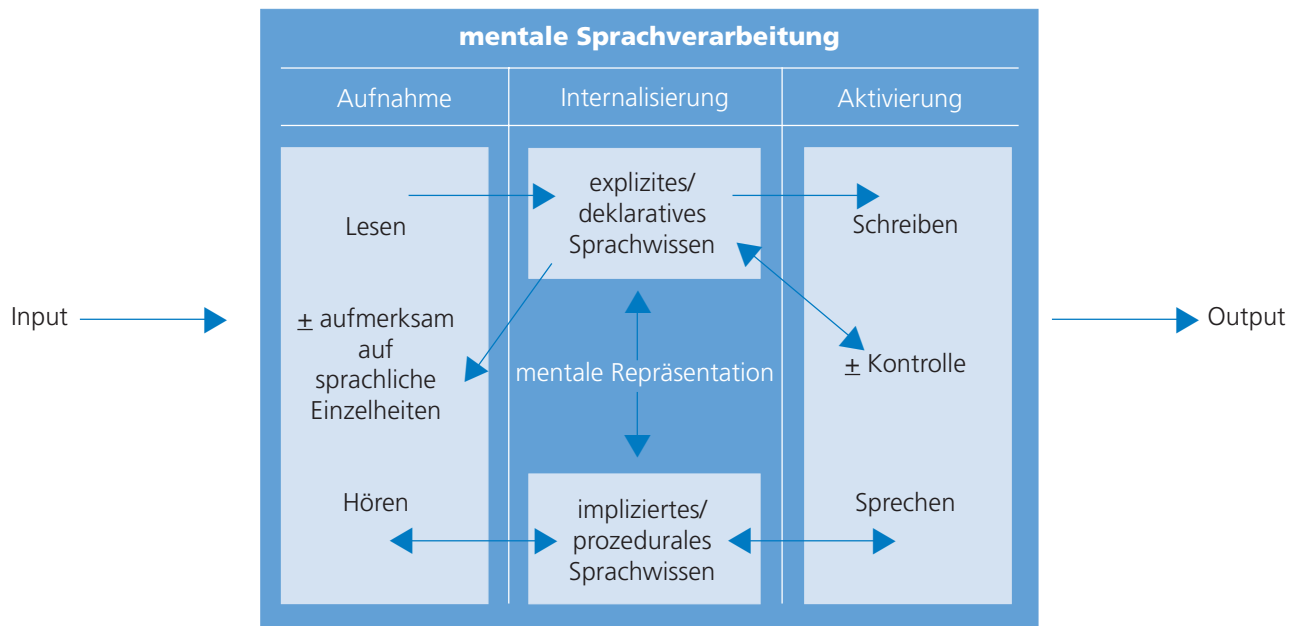 mentale Sprachverarbeitung
Aufnahme
Internalisierung
Aktivierung
Input
Lesen
± aufmerksam
auf
sprachliche
Einzelheiten
Hören
explizites/
deklaratives
Sprachwissen
mentale Repräsentation
impliziertes/
prozedurales
Sprachwissen
Schreiben
± Kontrolle
Sprechen
Output